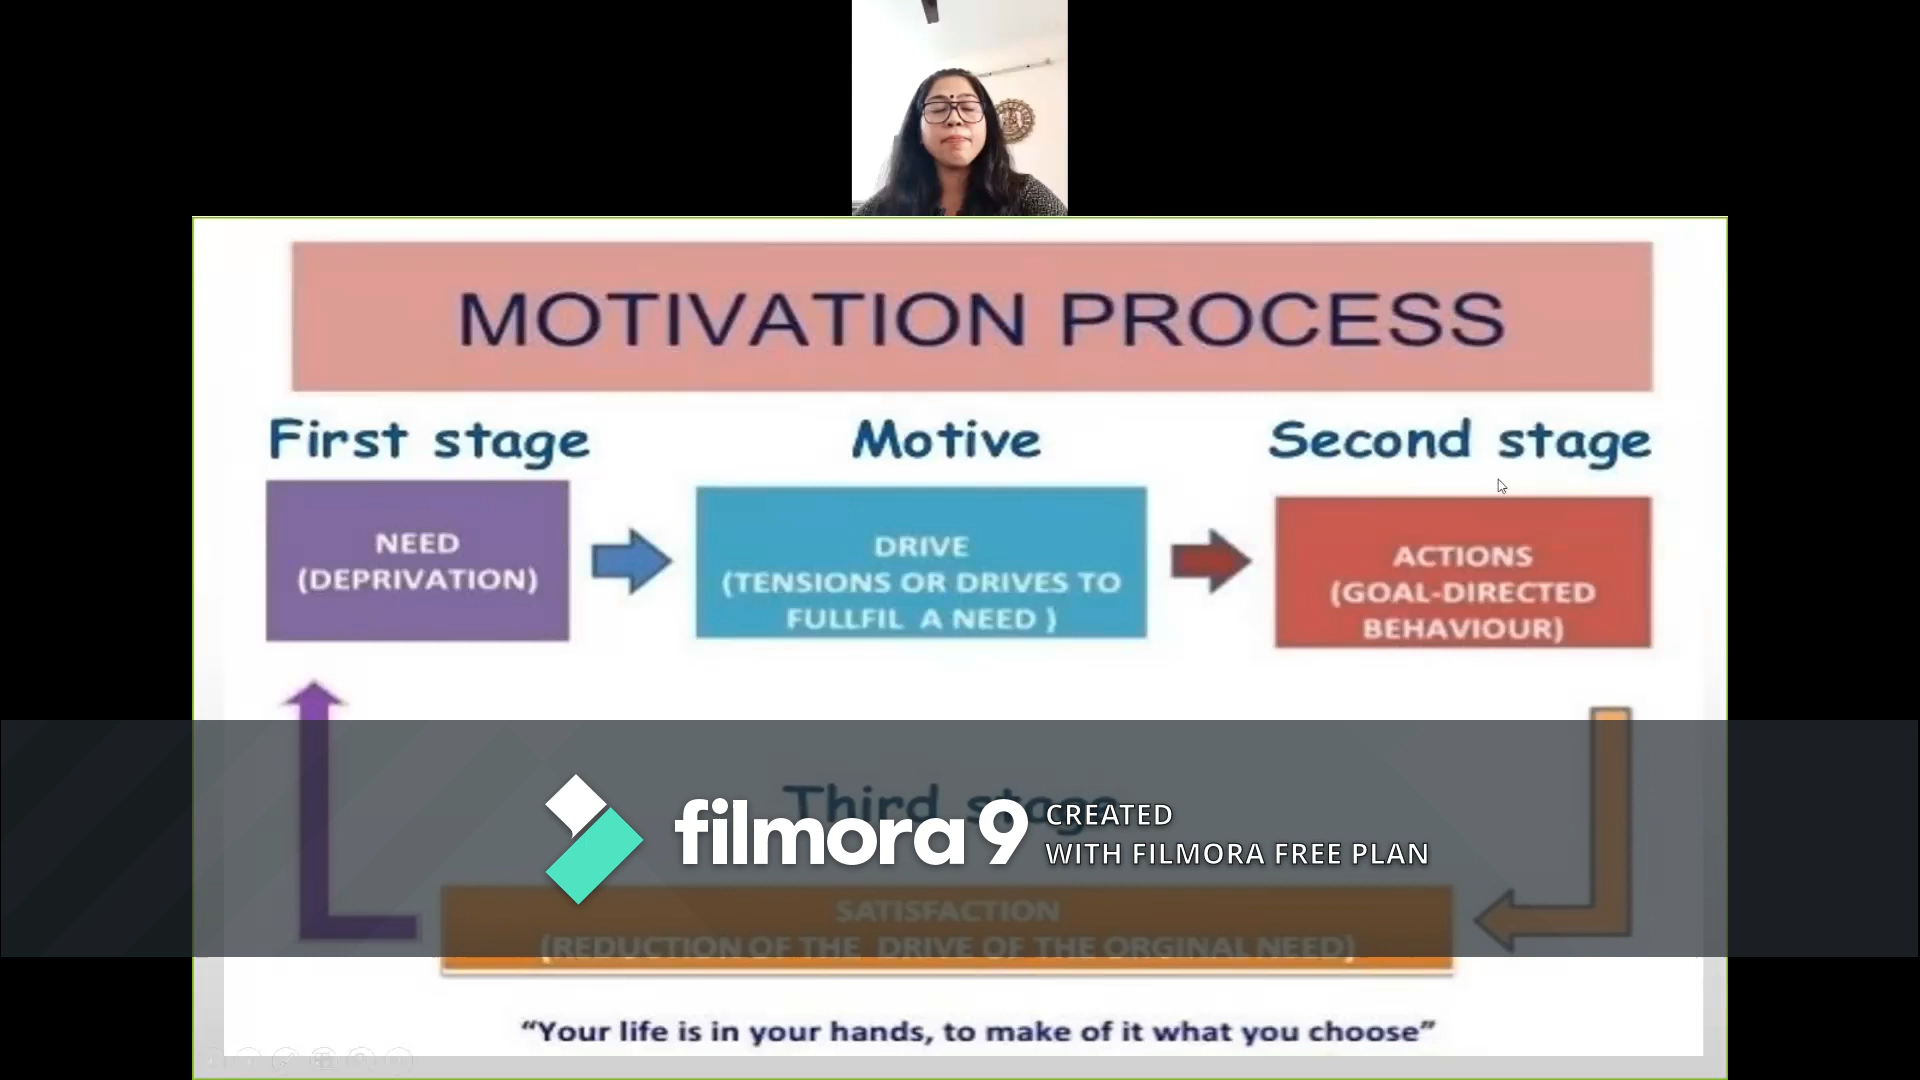 MOTIVATION PROCESS
First stage
Motive
Second stage
NEED
(DEPRIVATION)
DRIVE
(TENSIONS OR DRIVES TO
FULLFIL A NEED )
ACTIONS
(GOAL-DIRECTED
BEHAVIOUR)
Third stage
filmora9
CREATED
WITH FILMORA FREE PLAN
SATISFACTION
(REDUCTION OF THE DRIVE OF THE ORGINAL NEED)
“Your life is in your hands, to make of it what you choose”